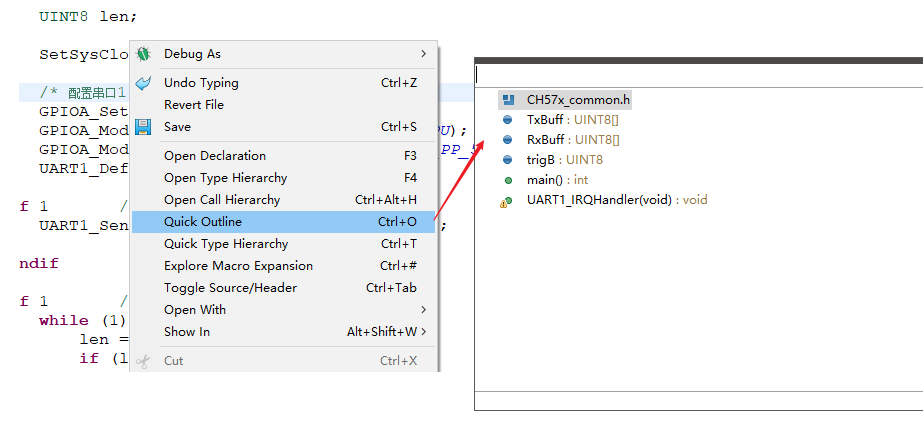 UINT8 len;
SetSysClo
/* 配置串口1
GPIOA_Set
GPIOA_Mod PU);
GPIOA_Mod _PP_5
UART1_Def
f 1 /
UART1_Sen ;
ndif
f 1 /
while (1)
len =
if (l
Debug As >
Undo Typing Ctrl+Z
Revert File
Save Ctrl+S
Open Declaration F3
Open Type Hierarchy F4
Open Call Hierarchy Ctrl+Alt+H
Quick Outline Ctrl+O
Quick Type Hierarchy Ctrl+T
Explore Macro Expansion Ctrl+#
Toggle Source/Header Ctrl+Tab
Open With >
Show In Alt+Shift+W >
Cut Ctrl+X
CH57x_common.h
TxBuff : UINT8[]
RxBuff : UINT8[]
trigB : UINT8
main() : int
UART1_IRQHandler(void) : void